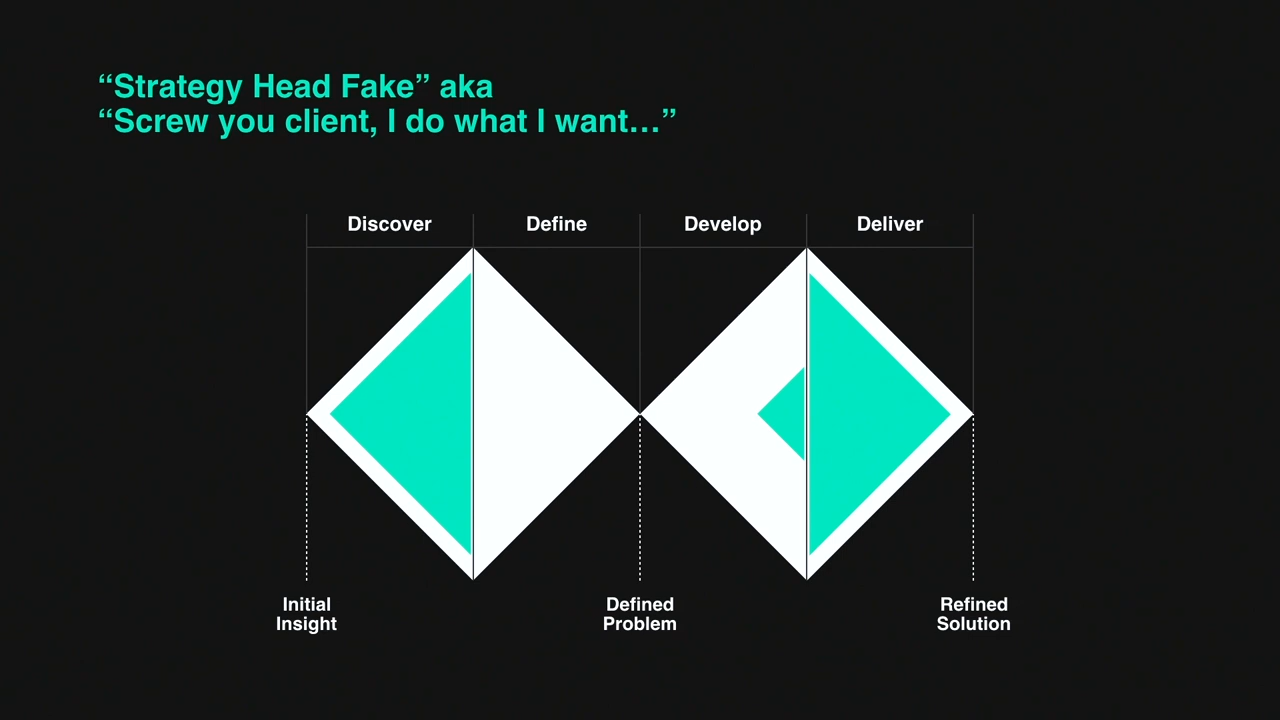 “Strategy Head Fake” aka
“Screw you client, I do what I want…”
Discover
Define
Develop
Deliver
Initial
Insight
Defined
Problem
Refined
Solution